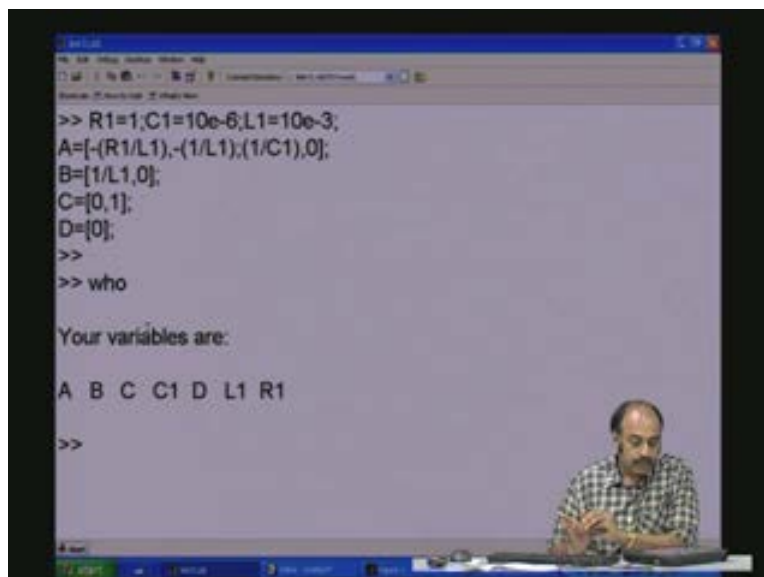 >> R1=1;C1=10e-6;L1=10e-3;
A=[-(R1/L1),-(1/L1);(1/C1),0];
B=[1/L1,0];
C=[0,1];
D=[0];
>>
>> who
Your variables are:
A B C C1 D L1 R1
>>